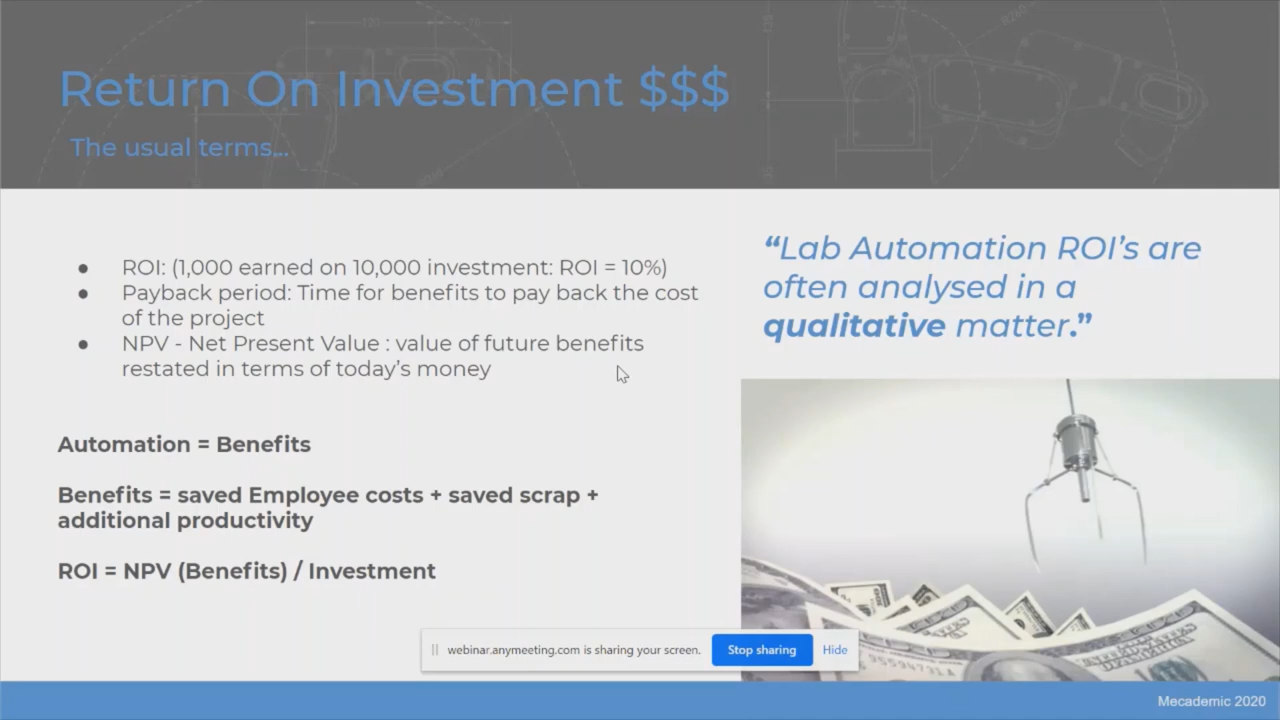 Return On Investment $$$
The usual terms...
● ROI: (1,000 earned on 10,000 investment: ROI = 10%)
● Payback period: Time for benefits to pay back the cost
of the project
● NPV - Net Present Value : value of future benefits
restated in terms of today's money
Automation = Benefits
Benefits = saved Employee costs + saved scrap +
additional productivity
ROI = NPV (Benefits) / Investment
“Lab Automation ROI’s are
often analysed in a
qualitative matter.”
webinar.anymeeting.com is sharing your screen.
Stop sharing
Hide
Mecademic 2020